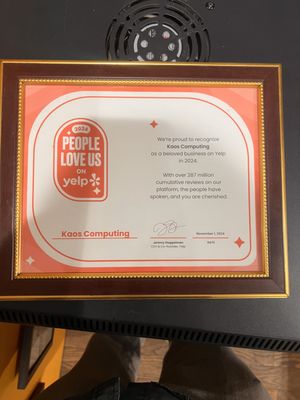 2024
PEOPLE
LOVE US
ON
yelp
We're proud to recognize
Kaos Computing
as a beloved business on Yelp
in 2024.
With over 287 million
cumulative reviews on our
platform, the people have
spoken, and you are cherished.
Kaos Computing
November 1, 2024
Jeremy Stoppelman
CEO & Co-founder, Yelp
DATE